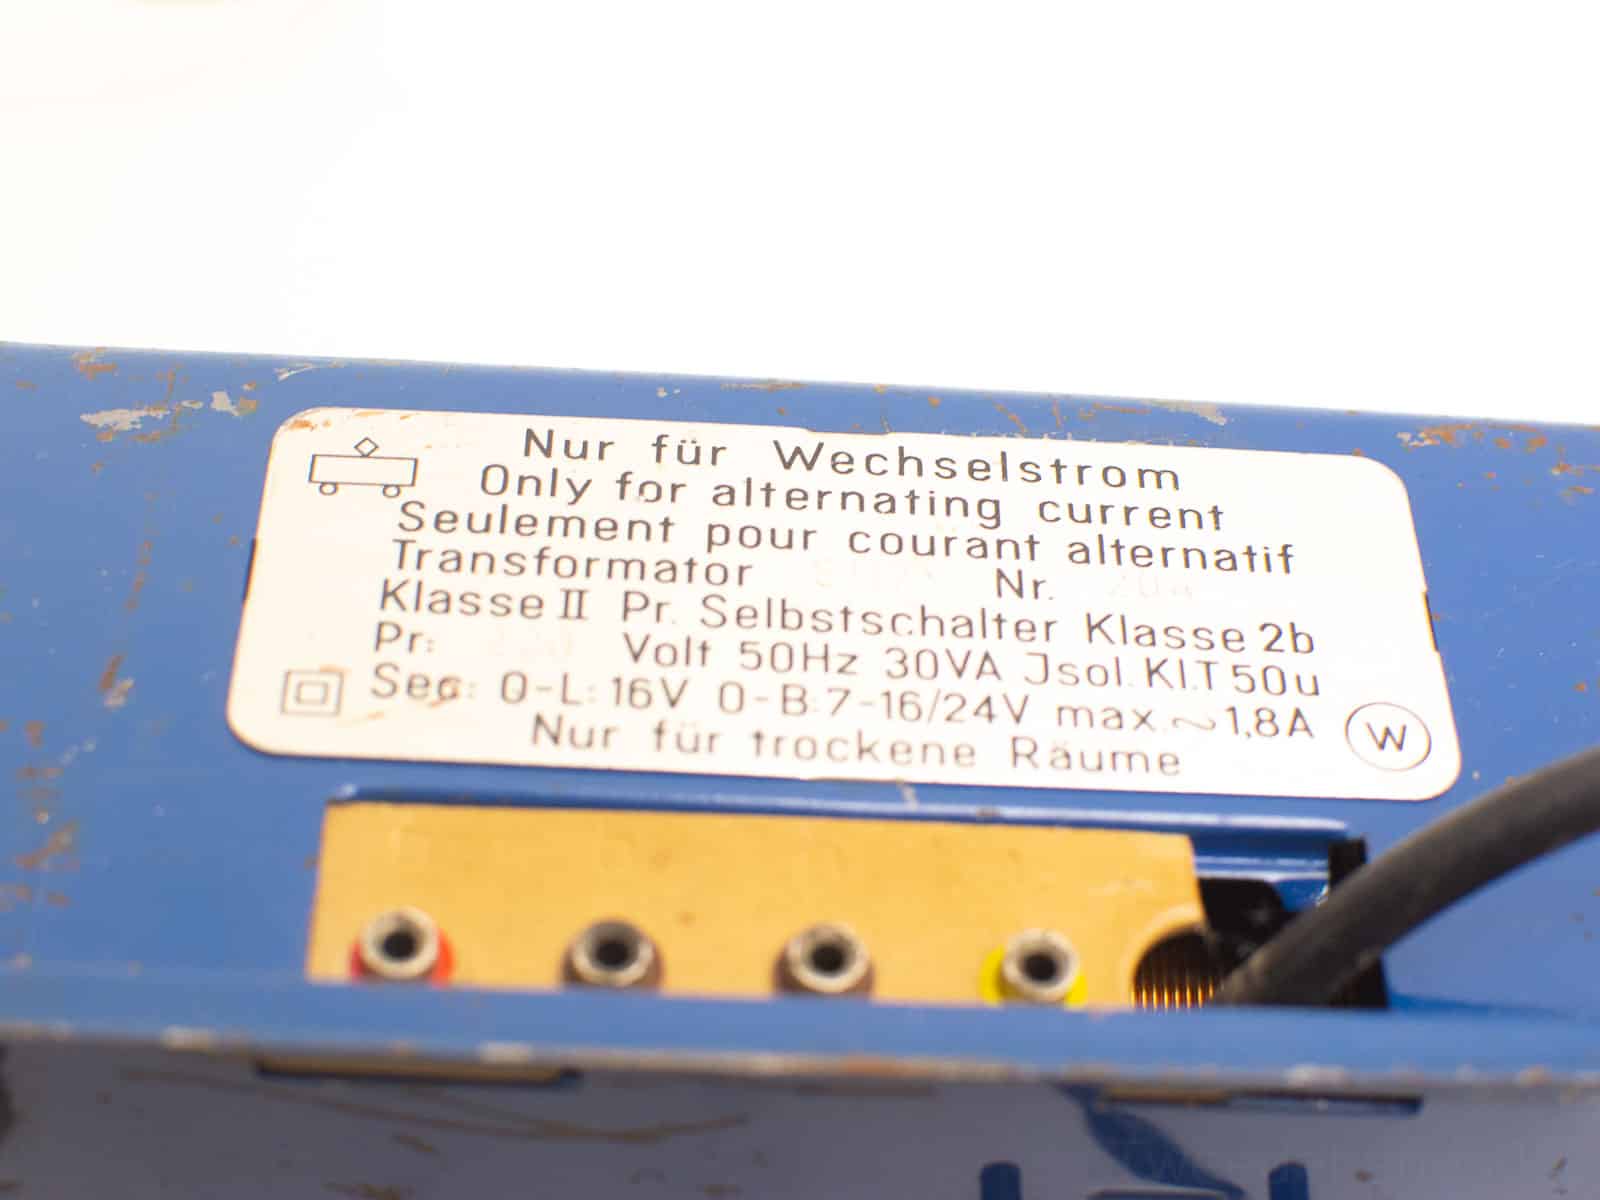 Nur für Wechselstrom
Only for alternating current
Seulement pour courant alternatif
Transformator Nr.
Klasse II Pr. Selbstschalter Klasse 2b
Pr: Volt 50Hz 30VA Jsol.Kl.T50u
Sec: 0-L:16V 0-B:7-16/24V max.~1,8A
Nur für trockene Räume
W